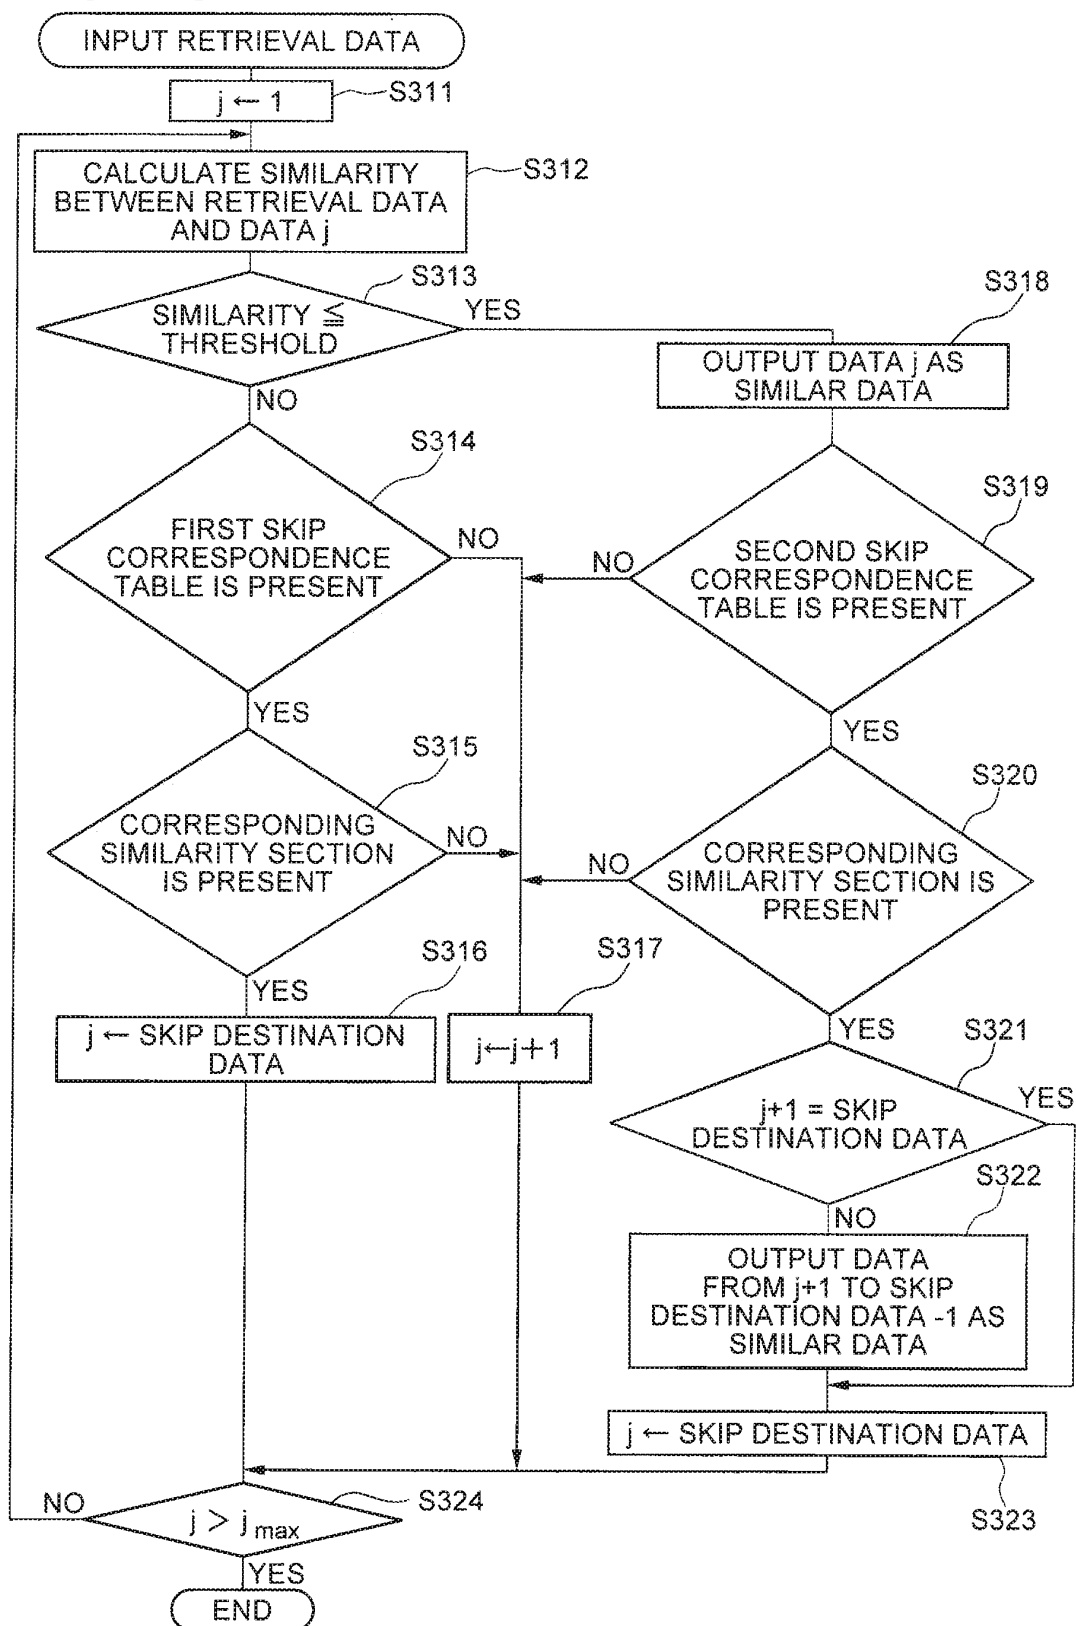 INPUT RETRIEVAL DATA
j ← 1
S311
CALCULATE SIMILARITY
BETWEEN RETRIEVAL DATA
AND DATA j
S312
SIMILARITY ≦
THRESHOLD
S313
YES
NO
OUTPUT DATA j AS
SIMILAR DATA
S318
FIRST SKIP
CORRESPONDENCE
TABLE IS PRESENT
S314
NO
YES
SECOND SKIP
CORRESPONDENCE
TABLE IS PRESENT
S319
NO
YES
CORRESPONDING
SIMILARITY SECTION
IS PRESENT
S315
NO
YES
CORRESPONDING
SIMILARITY SECTION IS
PRESENT
S320
NO
YES
j ← SKIP DESTINATION
DATA
S316
j←j+1
S317
j+1 = SKIP
DESTINATION DATA
S321
YES
NO
OUTPUT DATA
FROM j+1 TO SKIP
DESTINATION DATA -1 AS
SIMILAR DATA
S322
j ← SKIP DESTINATION DATA
S323
j > jmax
S324
NO
YES
END